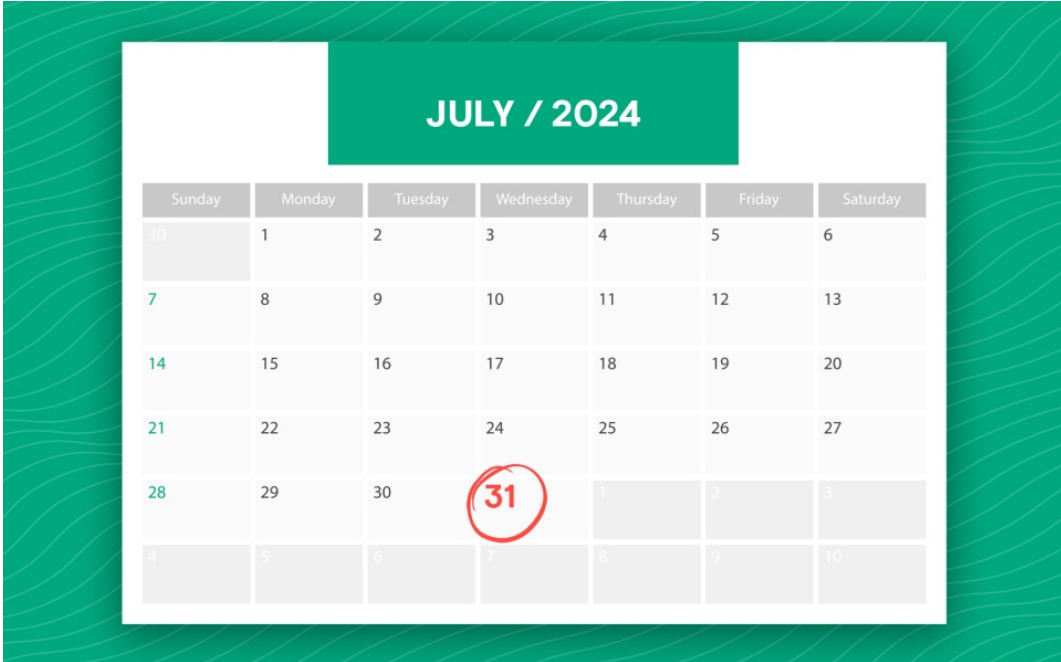 JULY / 2024
Sunday Monday Tuesday Wednesday Thursday Friday Saturday
30 1 2 3 4 5 6
7 8 9 10 11 12 13
14 15 16 17 18 19 20
21 22 23 24 25 26 27
28 29 30 31 1 2 3
4 5 6 7 8 9 10